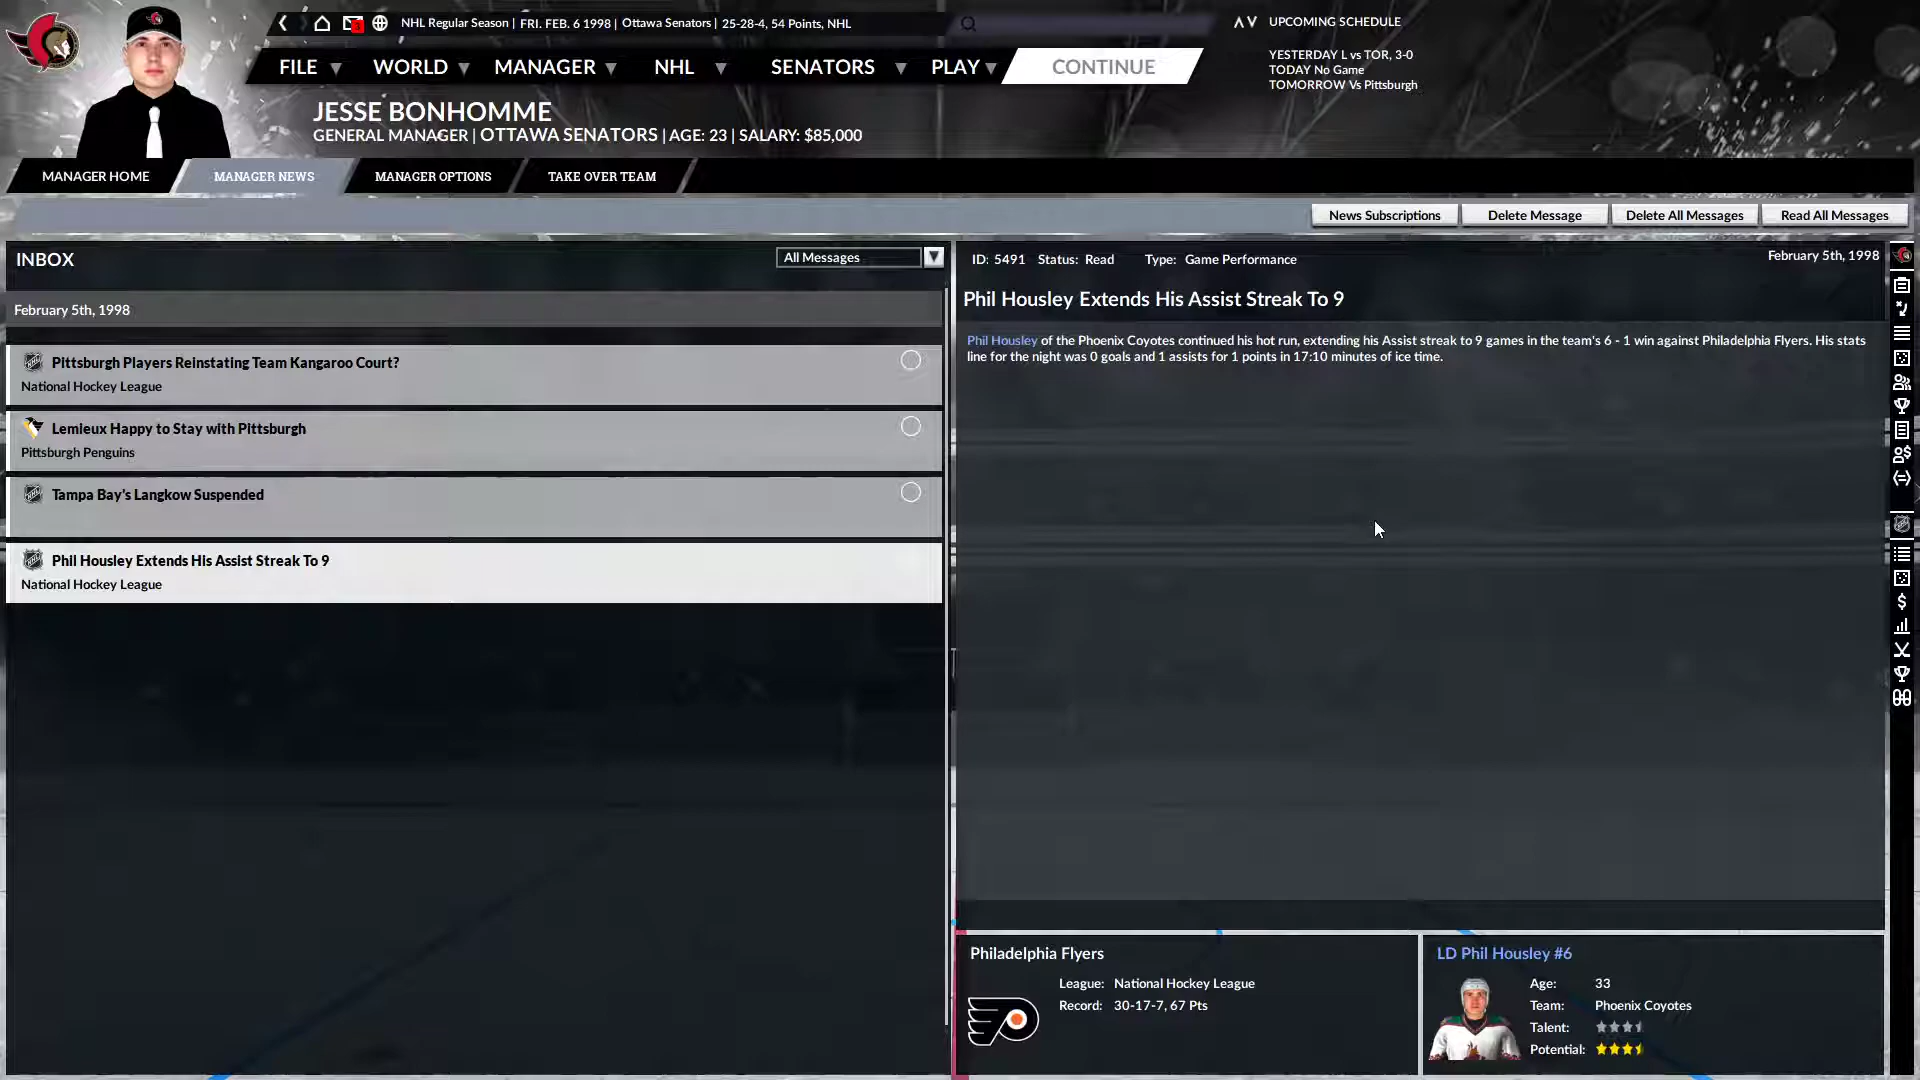 NHL Regular Season | FRI. FEB. 6 1998 | Ottawa Senators | 25-28-4, 54 Points, NHL
UPCOMING SCHEDULE
YESTERDAY L vs TOR, 3-0
TODAY No Game
TOMORROW Vs Pittsburgh
FILE WORLD MANAGER NHL SENATORS PLAY CONTINUE
JESSE BONHOMME
GENERAL MANAGER | OTTAWA SENATORS | AGE: 23 | SALARY: $85,000
MANAGER HOME MANAGER NEWS MANAGER OPTIONS TAKE OVER TEAM
News Subscriptions Delete Message Delete All Messages Read All Messages
INBOX All Messages
February 5th, 1998
Pittsburgh Players Reinstating Team Kangaroo Court?
National Hockey League
Lemieux Happy to Stay with Pittsburgh
Pittsburgh Penguins
Tampa Bay's Langkow Suspended
Phil Housley Extends His Assist Streak To 9
National Hockey League
ID: 5491 Status: Read Type: Game Performance February 5th, 1998
Phil Housley Extends His Assist Streak To 9
Phil Housley of the Phoenix Coyotes continued his hot run, extending his Assist streak to 9 games in the team's 6 - 1 win against Philadelphia Flyers. His stats
line for the night was 0 goals and 1 assists for 1 points in 17:10 minutes of ice time.
Philadelphia Flyers
League: National Hockey League
Record: 30-17-7, 67 Pts
LD Phil Housley #6
Age: 33
Team: Phoenix Coyotes
Talent:
Potential: